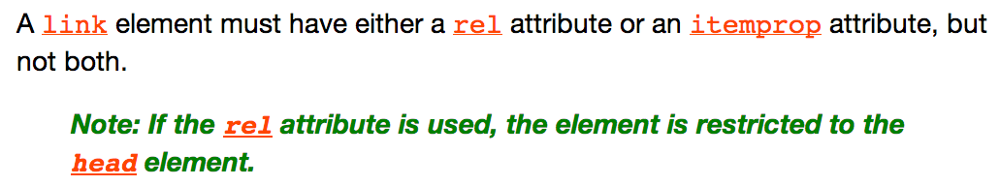 A link element must have either a rel attribute or an itemprop attribute, but
not both.
Note: If the rel attribute is used, the element is restricted to the
head element.